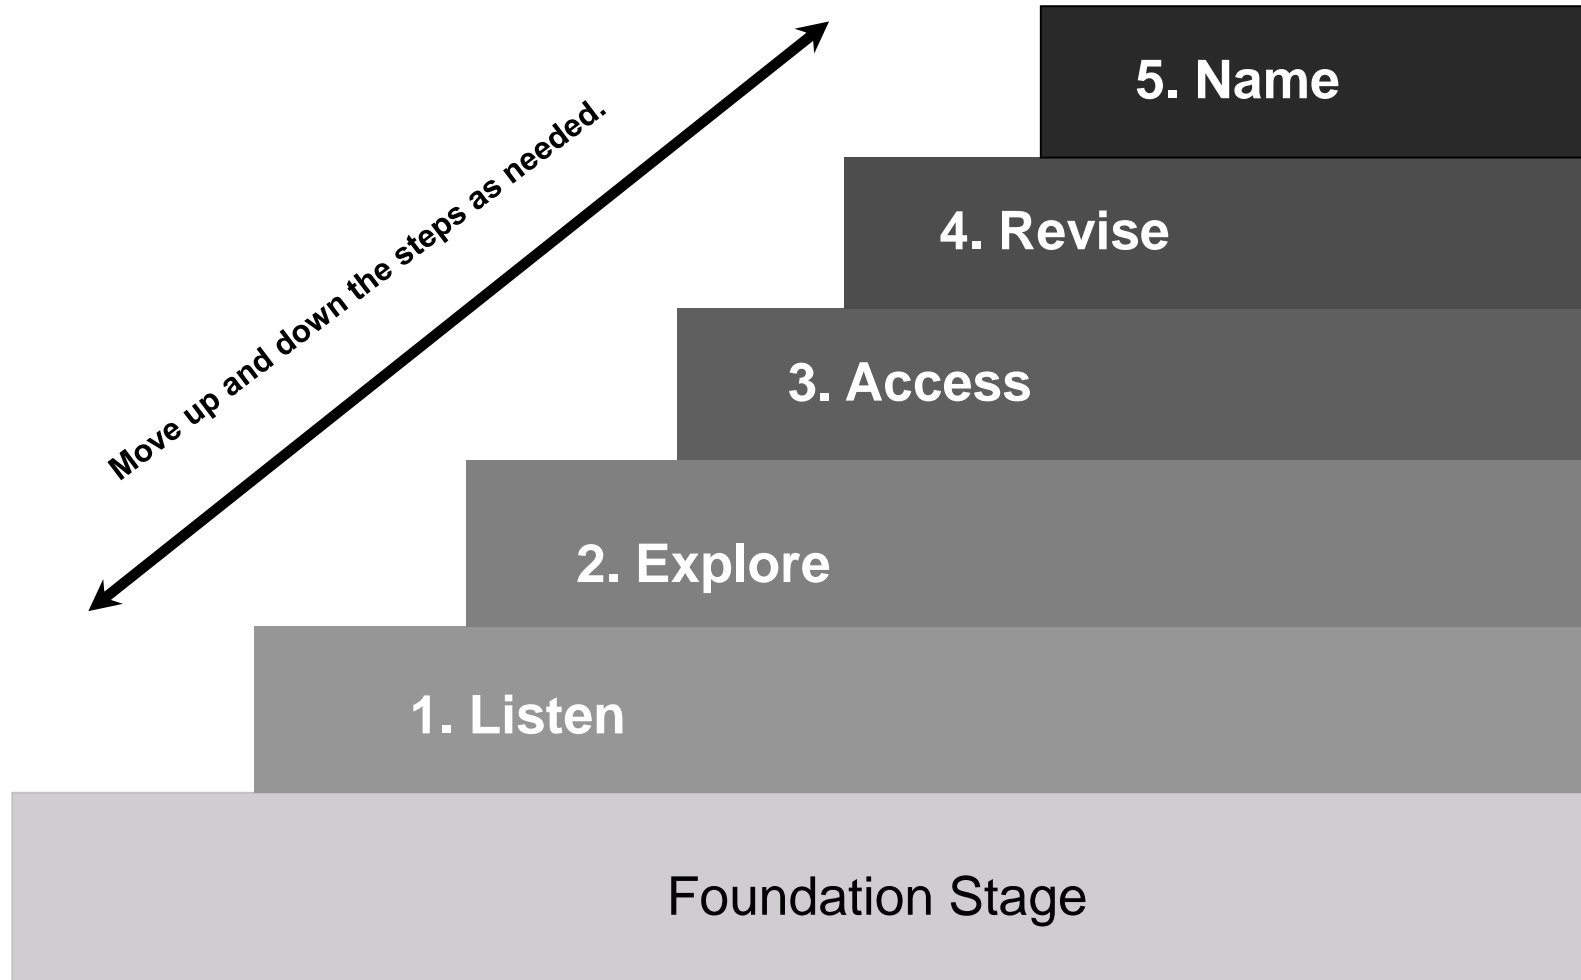 5. Name
Move up and down the steps as needed.
4. Revise
3. Access
2. Explore
1. Listen
Foundation Stage